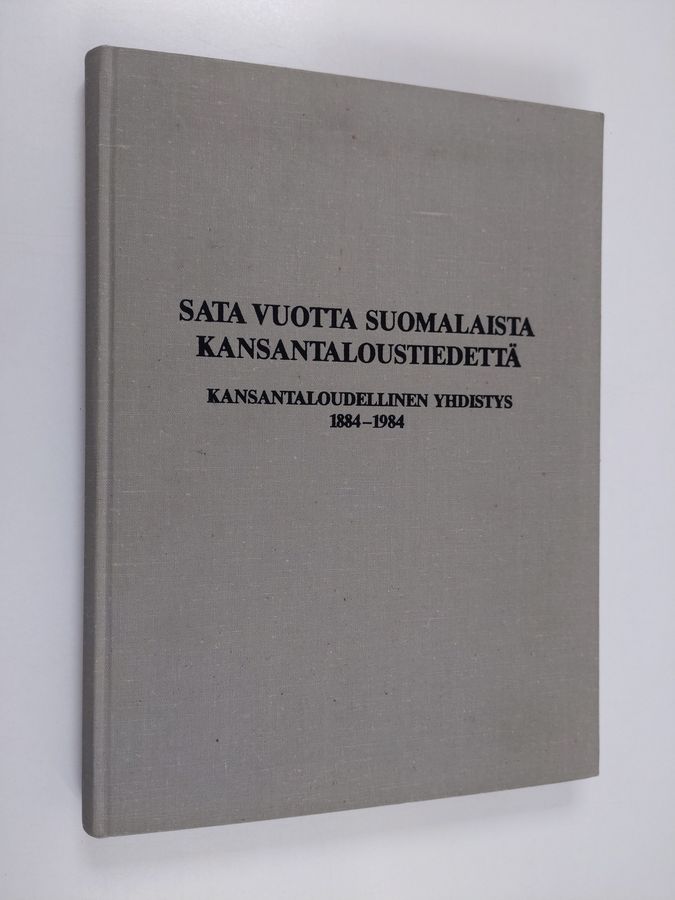 SATA VUOTTA SUOMALAISTA
KANSANTALOUSTIEDETTÄ
KANSANTALOUDELLINEN YHDISTYS
1884–1984